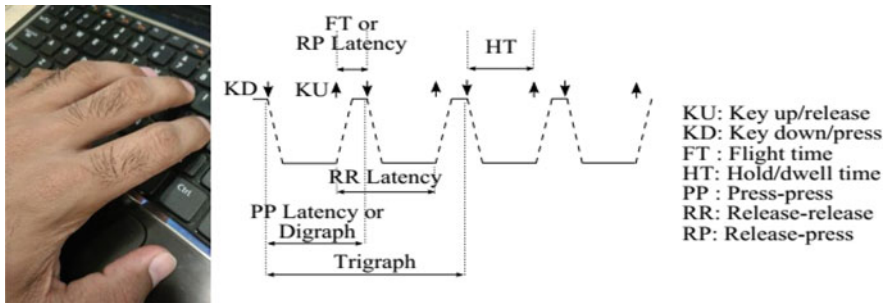 Ctrl
FT or
RP Latency
HT
KD
KU
RR Latency
PP Latency or
Digraph
Trigraph
KU: Key up/release
KD: Key down/press
FT : Flight time
HT: Hold/dwell time
PP : Press-press
RR: Release-release
RP: Release-press